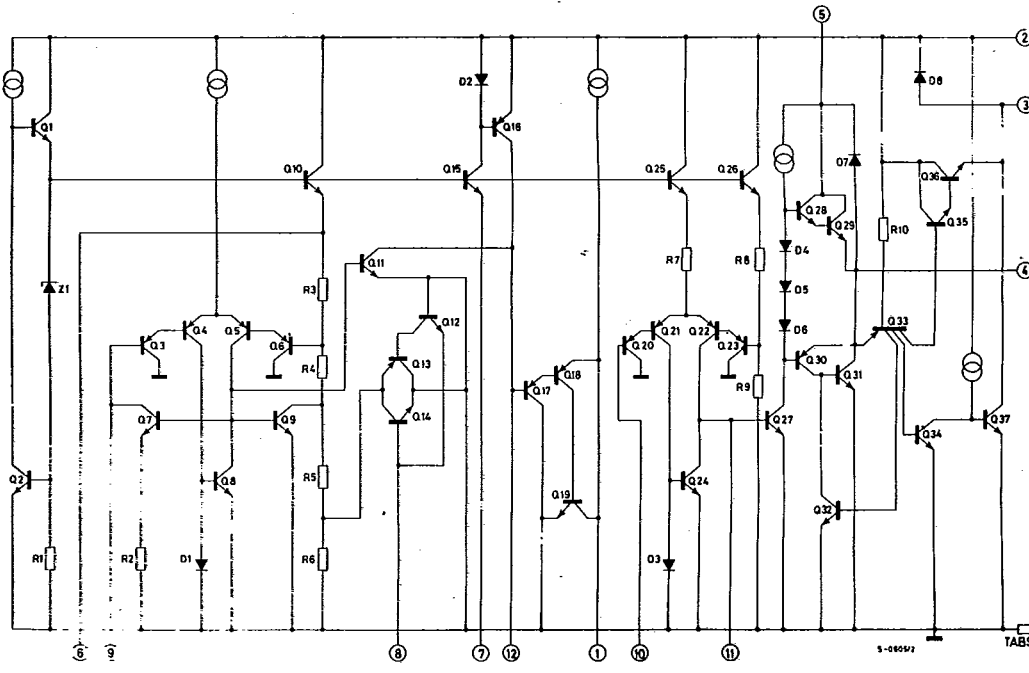 5
2
D8
3
D2
Q1
Q16
D7
Q10
Q15
Q25
Q26
Q36
Q28
Q29
Q35
R10
D4
Q11
R7
R8
4
Z1
R3
D5
Q12
D6
Q33
Q3
Q4
Q5
Q6
Q20
Q21
Q22
Q23
Q30
R4
Q13
Q18
Q31
R9
Q17
Q7
Q9
Q14
Q27
Q34
Q37
Q2
Q8
R5
Q24
Q19
Q32
R1
R2
D1
R6
D3
6
9
8
7
12
1
10
11
S-0605/2
TABS